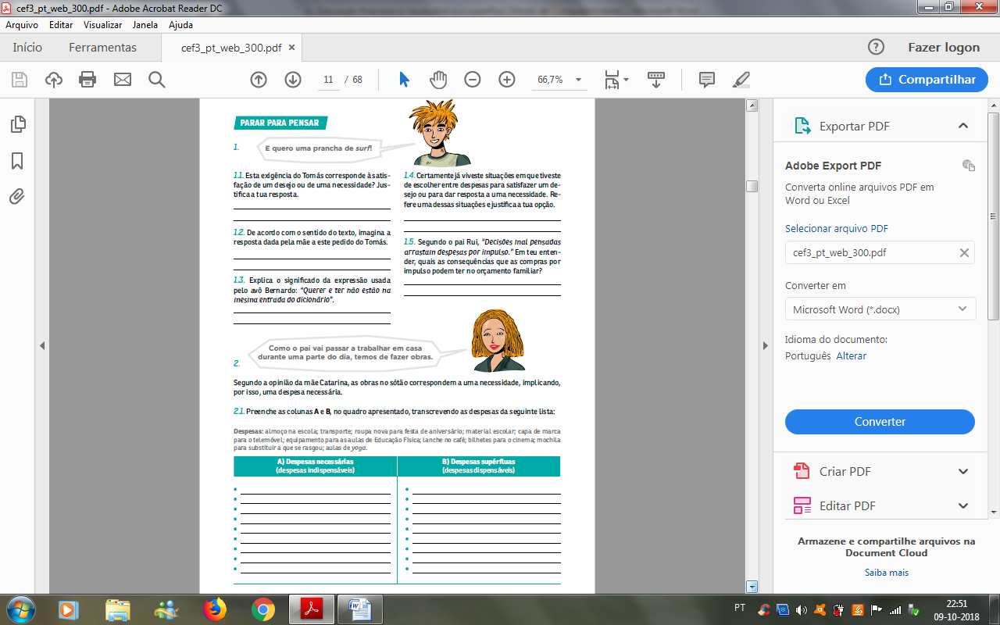 cef3_pt_web_300.pdf - Adobe Acrobat Reader DC
Arquivo Editar Visualizar Janela Ajuda
Início Ferramentas cef3_pt_web_300.pdf ×
? Fazer logon
11 / 68 66,7% Compartilhar
PARAR PARA PENSAR
1. E quero uma prancha de surf!
1.1. Esta exigência do Tomás corresponde à satis-
fação de um desejo ou de uma necessidade? Jus-
tifica a tua resposta.
1.2. De acordo com o sentido do texto, imagina a
resposta dada pela mãe a este pedido do Tomás.
1.3. Explica o significado da expressão usada
pelo avô Bernardo: "Querer e ter não estão na
mesma entrada do dicionário".
1.4. Certamente já viveste situações em que tiveste
de escolher entre despesas para satisfazer um de-
sejo ou para dar resposta a uma necessidade. Re-
fere uma dessas situações e justifica a tua opção.
1.5. Segundo o pai Rui, "Decisões mal pensadas
arrastam despesas por impulso." Em teu enten-
der, quais as consequências que as compras por
impulso podem ter no orçamento familiar?
Como o pai vai passar a trabalhar em casa
durante uma parte do dia, temos de fazer obras.
2.
Segundo a opinião da mãe Catarina, as obras no sótão correspondem a uma necessidade, implicando,
por isso, uma despesa necessária.
2.1. Preenche as colunas A e B, no quadro apresentado, transcrevendo as despesas da seguinte lista:
Despesas: almoço na escola; transporte; roupa nova para festa de aniversário; material escolar; capa de marca
para o telemóvel; equipamento para as aulas de Educação Física; lanche no café; bilhetes para o cinema; mochila
para substituir a que se rasgou; aulas de yoga.
A) Despesas necessárias
(despesas indispensáveis)
B) Despesas supérfluas
(despesas dispensáveis)
Exportar PDF
Adobe Export PDF
Converta online arquivos PDF em
Word ou Excel
Selecionar arquivo PDF
cef3_pt_web_300.pdf
Converter em
Microsoft Word (*.docx)
Idioma do documento:
Português Alterar
Converter
Criar PDF
Editar PDF
Armazene e compartilhe arquivos na
Document Cloud
Saiba mais
PT 22:51
09-10-2018